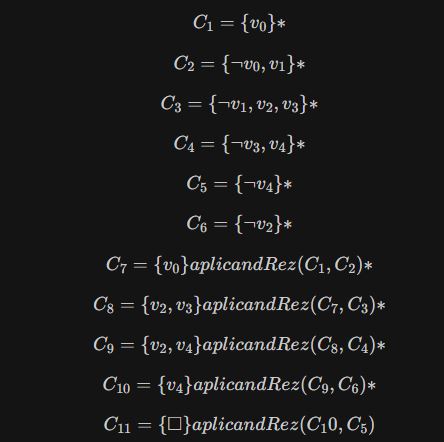 C₁ = {v₀}*
C₂ = {¬v₀, v₁}*
C₃ = {¬v₁, v₂, v₃}*
C₄ = {¬v₃, v₄}*
C₅ = {¬v₄}*
C₆ = {¬v₂}*
C₇ = {v₀}aplicandRez(C₁, C₂)*
C₈ = {v₂, v₃}aplicandRez(C₇, C₃)*
C₉ = {v₂, v₄}aplicandRez(C₈, C₄)*
C₁₀ = {v₄}aplicandRez(C₉, C₆)*
C₁₁ = {□}aplicandRez(C₁0, C₅)